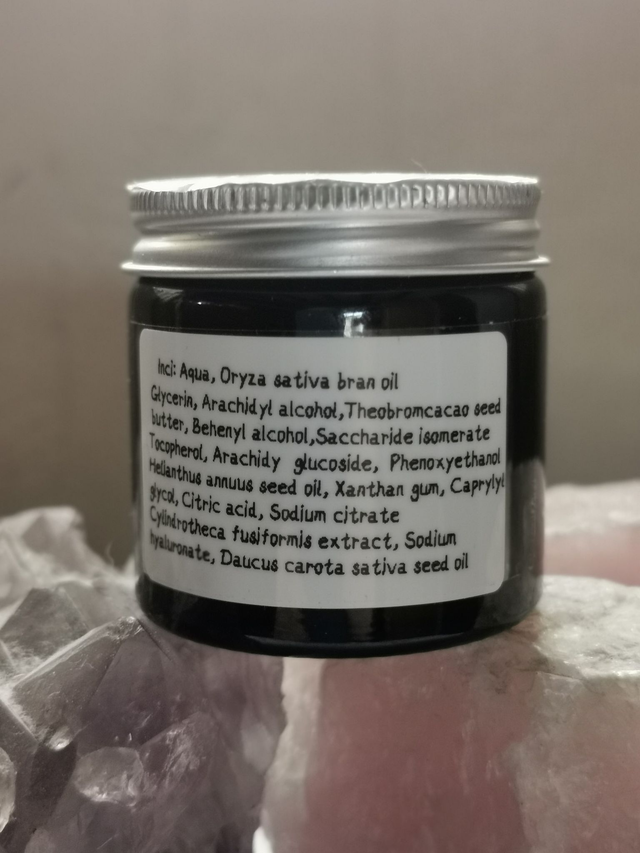 Inci: Aqua, Oryza sativa bran oil
Glycerin, Arachidyl alcohol,Theobromcacao seed
butter, Behenyl alcohol,Saccharide isomerate
Tocopherol, Arachidy glucoside, Phenoxyethanol
Helianthus annuus seed oil, Xanthan gum, Caprylyl
glycol, Citric acid, Sodium citrate
Cylindrotheca fusiformis extract, Sodium
hyaluronate, Daucus carota sativa seed oil